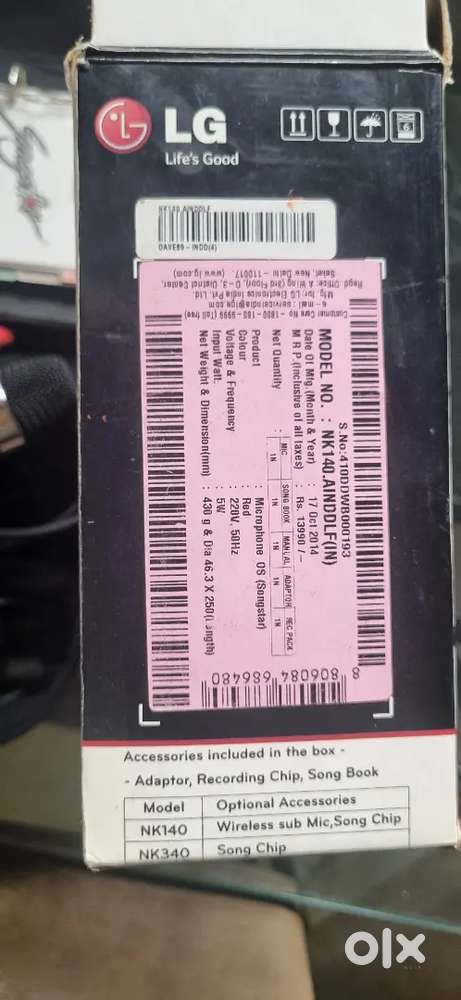 LG
Life's Good
NK140.AINDDLF
DAVE89-INDD(4)
S.No:410DDWB000193
MODEL NO. : NK140.AINDDLF(IN)
Date Of Mfg.(Month & Year) : 17 Oct 2014
M R P (Inclusive of all taxes) : Rs. 13990 /-
Net Quantity :
MIC SONG BOOK MANUAL ADAPTOR REC PACK
1N 1N 1N 1N 1N
Product : Microphone OS (Songstar)
Colour : Red
Voltage & Frequency : 220V, 50Hz
Input Watt. : 5W
Net Weight & Dimension(mm) : 430 g & Dia 46.3 X 250(Length)
Customer Care No : 1800-180-9999 (Toll free)
e-mail : serviceindia@lge.com
Mfg for: LG Electronics India Pvt. Ltd.
Regd. Office: A Wing (3rd Floor), D-3, District Center,
Saket, New Delhi - 110017. (www.lg.com)
8 806084 686480
Accessories included in the box -
- Adaptor, Recording Chip, Song Book
Model Optional Accessories
NK140 Wireless sub Mic,Song Chip
NK340 Song Chip
olx